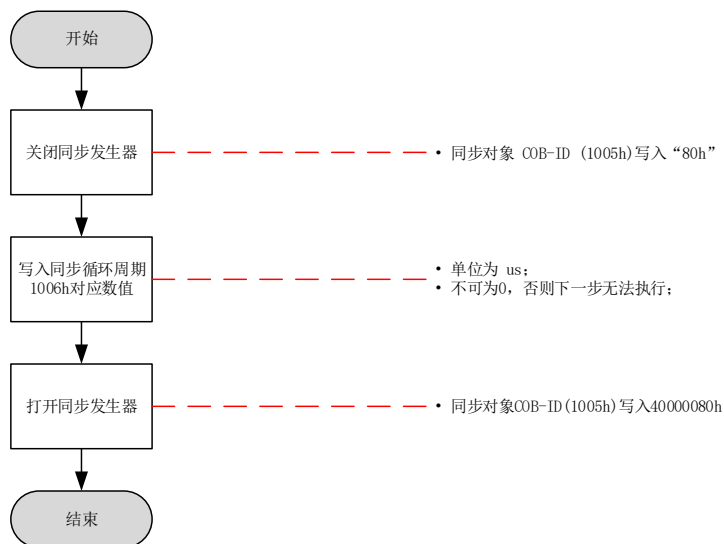 开始
关闭同步发生器
• 同步对象 COB-ID (1005h)写入“80h”
写入同步循环周期
1006h对应数值
• 单位为 us；
• 不可为0，否则下一步无法执行；
打开同步发生器
• 同步对象COB-ID(1005h)写入40000080h
结束